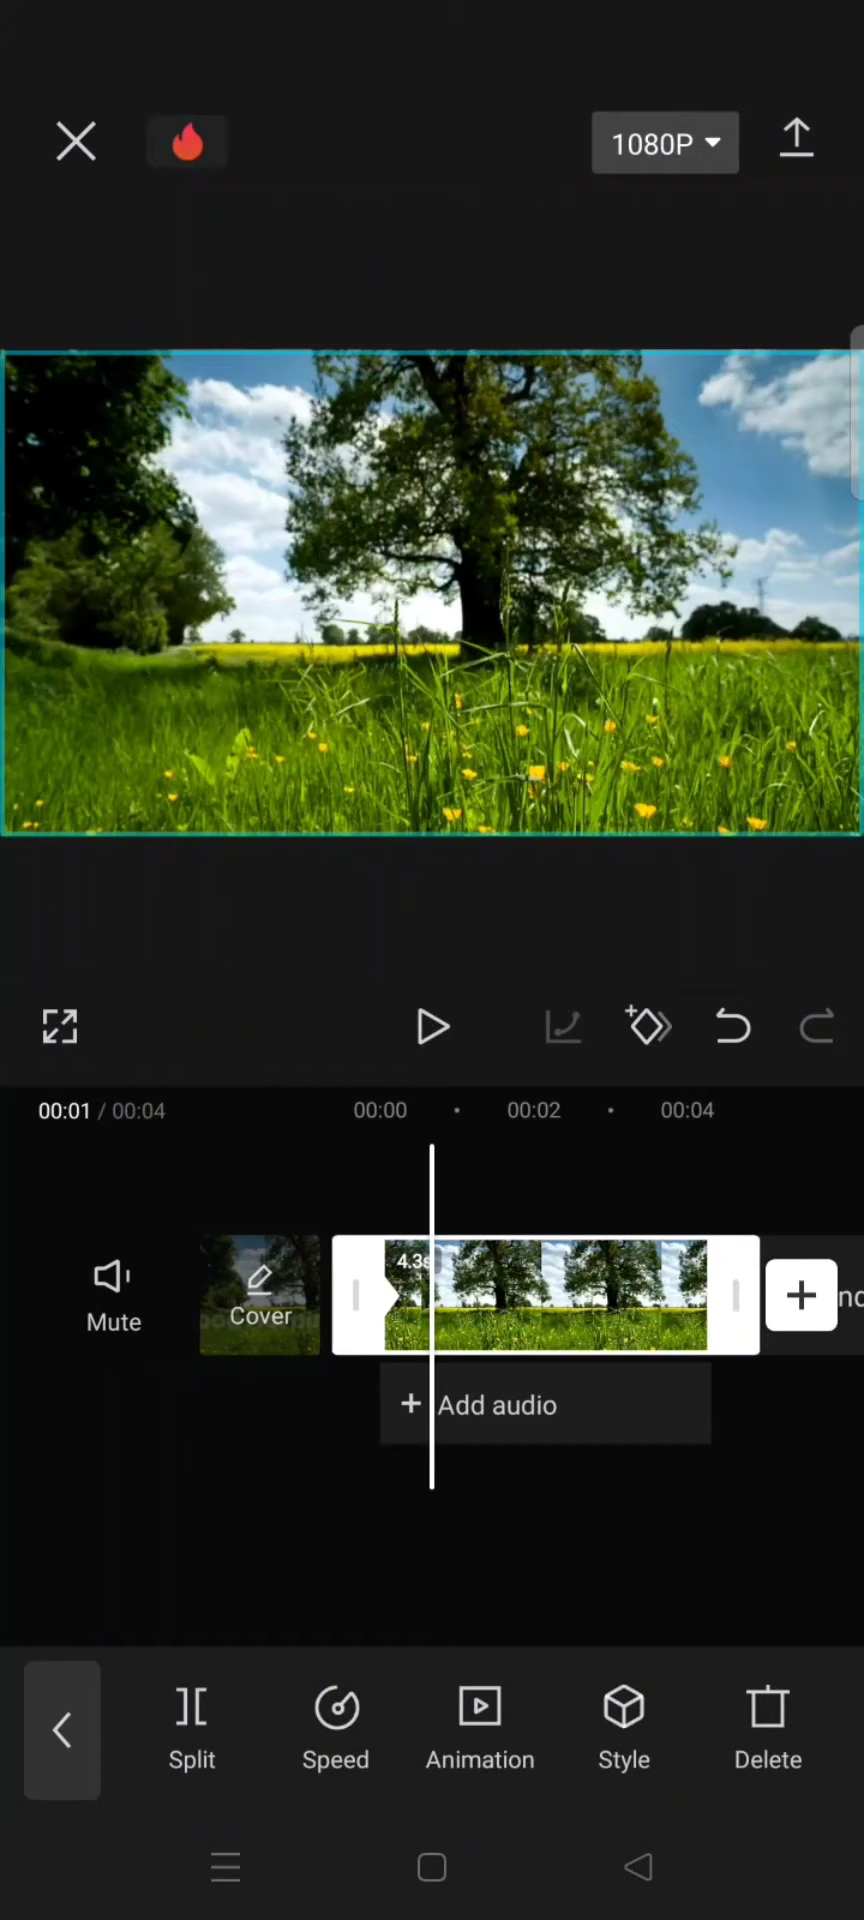 1080P
00:01 / 00:04
00:00
00:02
00:04
Mute
Cover
4.3s
+ Add audio
Split
Speed
Animation
Style
Delete